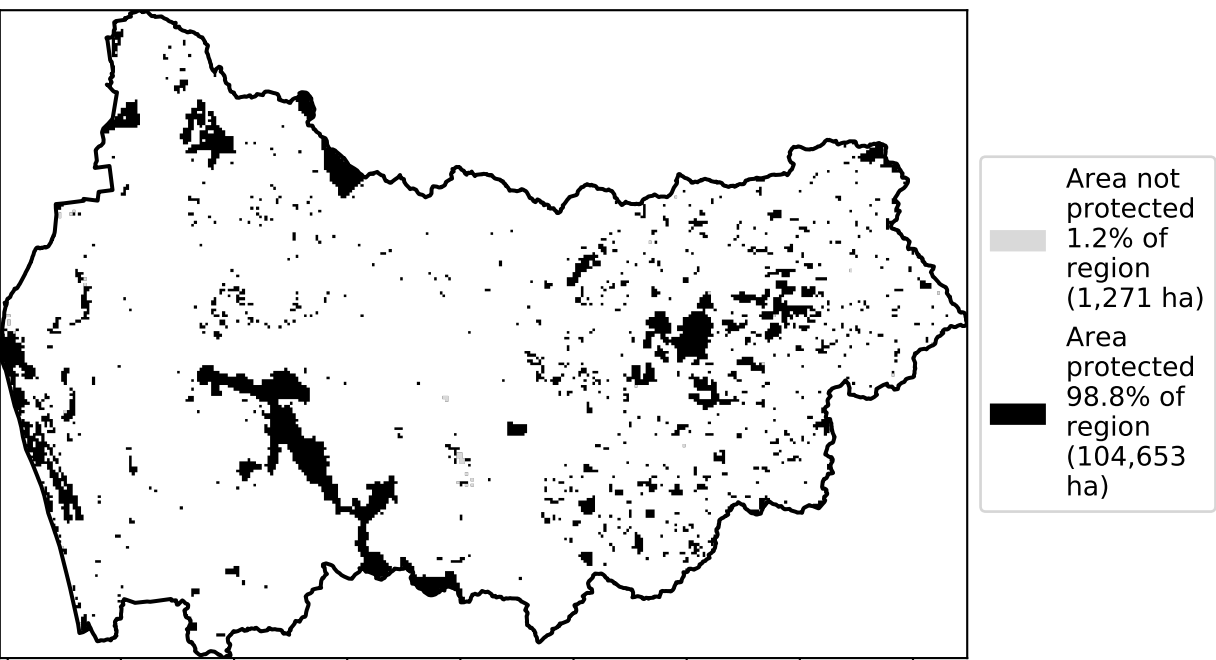 Area not
protected
1.2% of
region
(1,271 ha)
Area
protected
98.8% of
region
(104,653
ha)